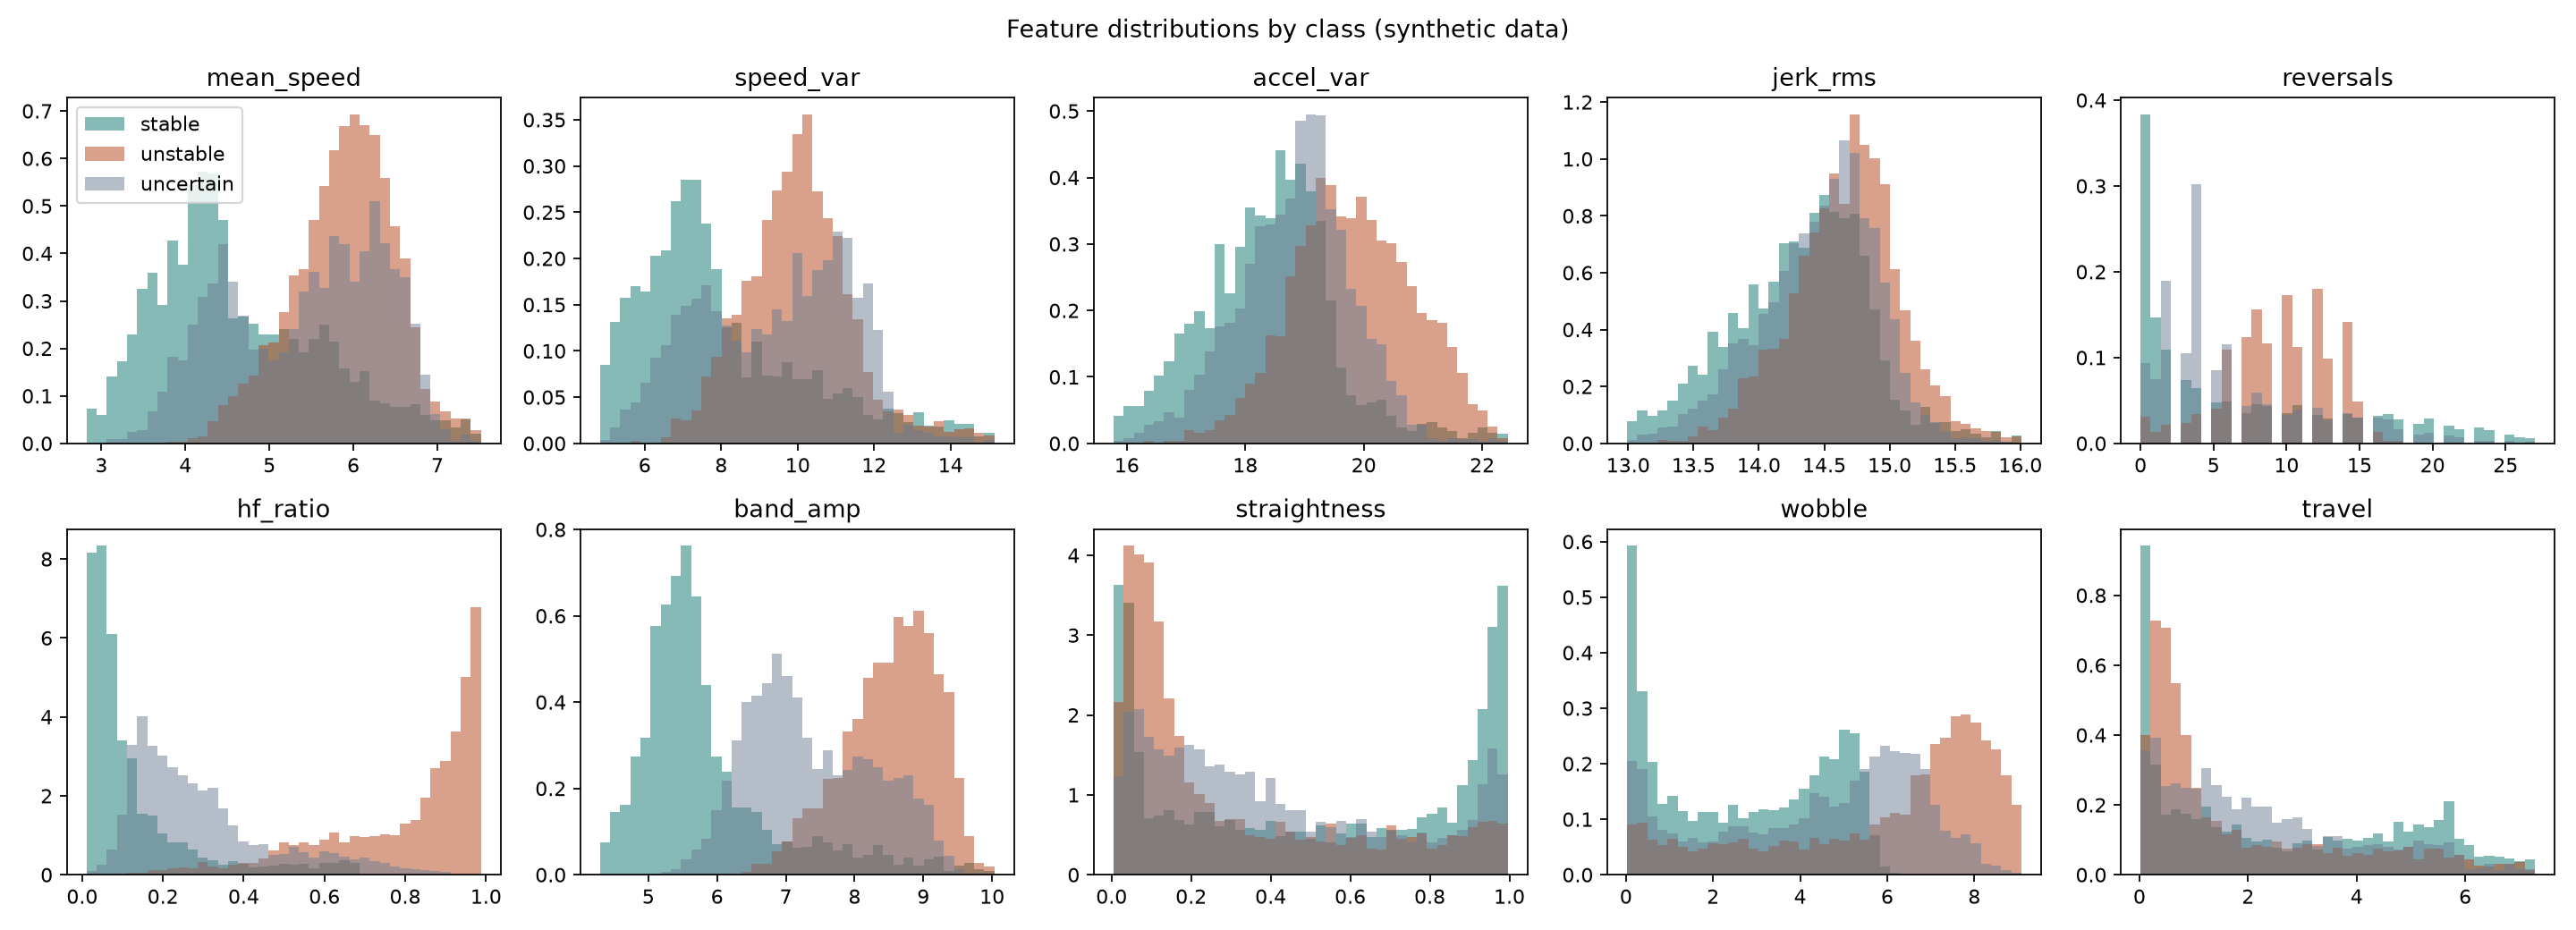 Feature distributions by class (synthetic data)
mean_speed
0.7
0.6
0.5
0.4
0.3
0.2
0.1
0.0
3 4 5 6 7
stable
unstable
uncertain
speed_var
0.35
0.30
0.25
0.20
0.15
0.10
0.05
0.00
6 8 10 12 14
accel_var
0.5
0.4
0.3
0.2
0.1
0.0
16 18 20 22
jerk_rms
1.2
1.0
0.8
0.6
0.4
0.2
0.0
13.0 13.5 14.0 14.5 15.0 15.5 16.0
reversals
0.4
0.3
0.2
0.1
0.0
0 5 10 15 20 25
hf_ratio
8
6
4
2
0
0.0 0.2 0.4 0.6 0.8 1.0
band_amp
0.8
0.6
0.4
0.2
0.0
5 6 7 8 9 10
straightness
4
3
2
1
0
0.0 0.2 0.4 0.6 0.8 1.0
wobble
0.6
0.5
0.4
0.3
0.2
0.1
0.0
0 2 4 6 8
travel
0.8
0.6
0.4
0.2
0.0
0 2 4 6